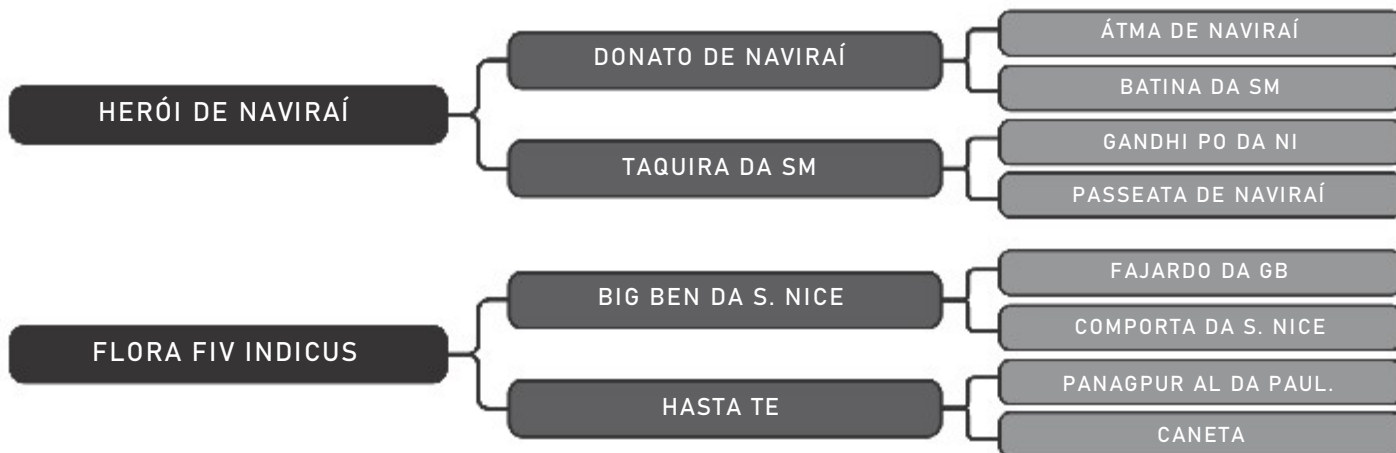 HERÓI DE NAVIRAÍ
DONATO DE NAVIRAÍ
ÁTMA DE NAVIRAÍ
BATINA DA SM
TAQUIRA DA SM
GANDHI PO DA NI
PASSEATA DE NAVIRAÍ
FLORA FIV INDICUS
BIG BEN DA S. NICE
FAJARDO DA GB
COMPORTA DA S. NICE
HASTA TE
PANAGPUR AL DA PAUL.
CANETA